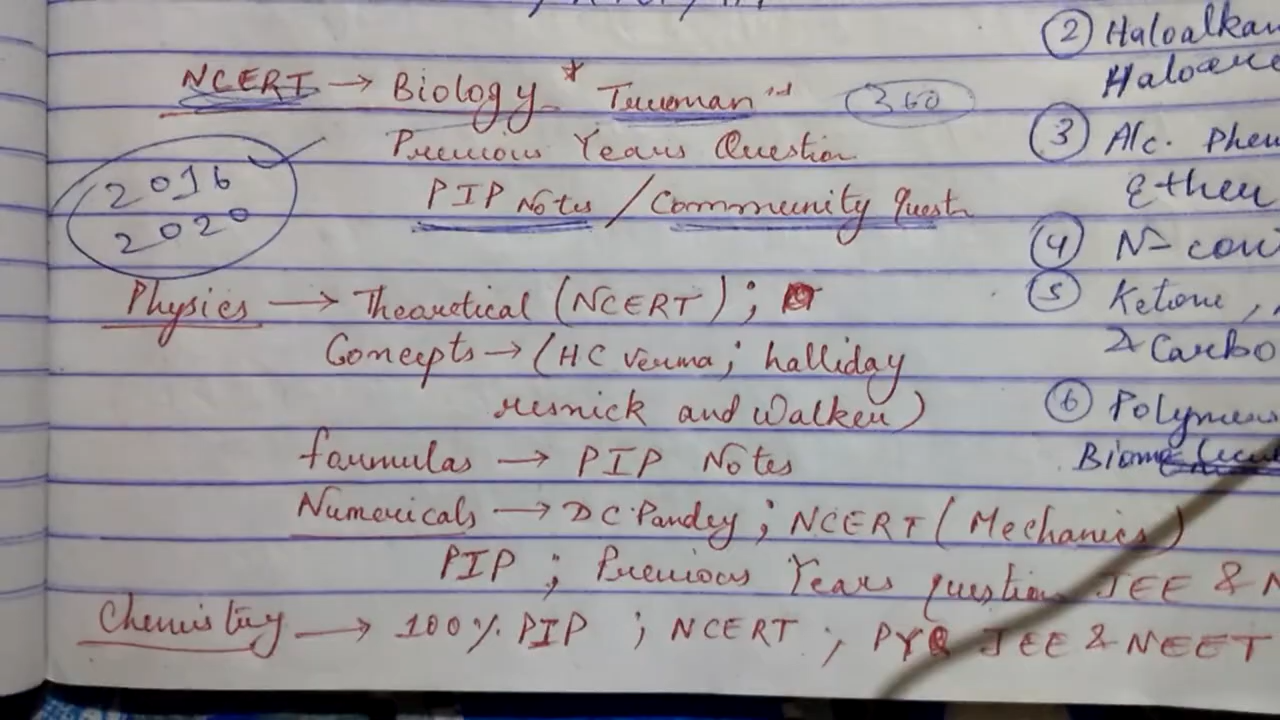 NCERT → Biology * Trueman's 360
Previous Years Question
2016
2020
PIP Notes / Community Quest
Physics → Theoretical (NCERT) ;
Concepts → (HC Verma ; halliday
resnick and Walker)
formulas → PIP Notes
Numericals → DC Pandey ; NCERT (Mechanics)
PIP ; Previous Years question JEE & N
Chemistry → 100% PIP ; NCERT ; PYQ JEE & NEET
② Haloalkan
Haloare
③ Alc. Phen
Ether
④ N- con
⑤ Ketone ,
& Carbo
⑥ Polymers